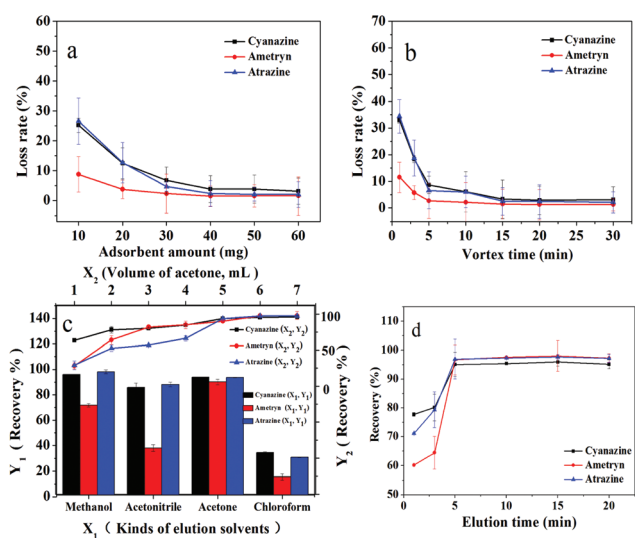 a
Cyanazine
Ametryn
Atrazine
Loss rate (%)
60
50
40
30
20
10
0
10 20 30 40 50 60
Adsorbent amount (mg)
b
Cyanazine
Ametryn
Atrazine
Loss rate (%)
60
50
40
30
20
10
0
0 5 10 15 20 25 30
Vortex time (min)
X2 (Volume of acetone, mL)
1 2 3 4 5 6 7
c
Cyanazine (X2, Y2)
Ametryn (X2, Y2)
Atrazine (X2, Y2)
Cyanazine (X1, Y1)
Ametryn (X1, Y1)
Atrazine (X1, Y1)
Y1 ( Recovery % )
140
120
100
80
60
40
20
0
100
50
0
Y2 ( Recovery % )
Methanol Acetonitrile Acetone Chloroform
X1 ( Kinds of elution solvents )
d
Cyanazine
Ametryn
Atrazine
Recovery (%)
120
110
100
90
80
70
60
50
0 5 10 15 20
Elution time (min)